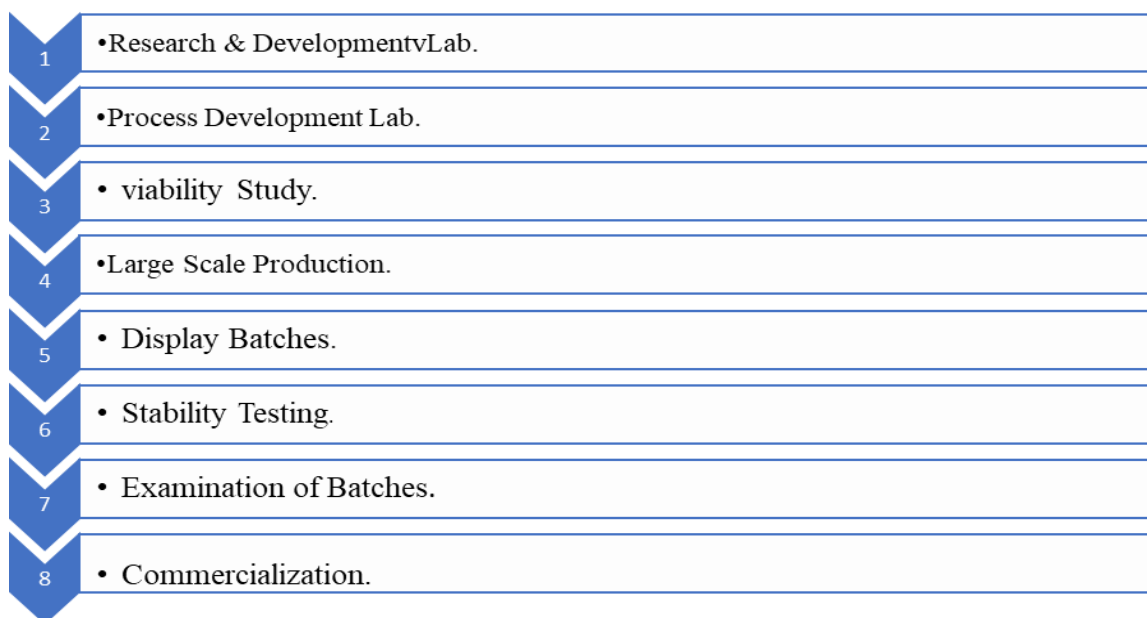 1 •Research & DevelopmentvLab.
2 •Process Development Lab.
3 • viability Study.
4 •Large Scale Production.
5 • Display Batches.
6 • Stability Testing.
7 • Examination of Batches.
8 • Commercialization.